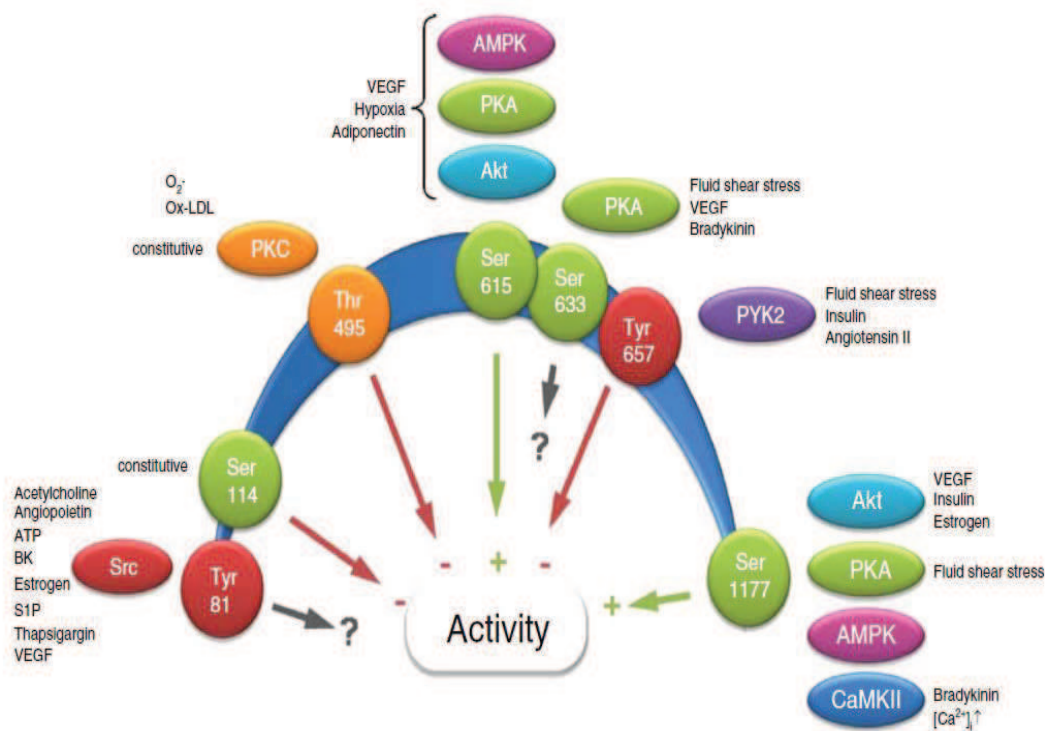 AMPK
VEGF
Hypoxia
Adiponectin
PKA
Akt
O₂·
Ox-LDL
constitutive
PKC
PKA
Fluid shear stress
VEGF
Bradykinin
Thr
495
Ser
615
Ser
633
Tyr
657
PYK2
Fluid shear stress
Insulin
Angiotensin II
?
constitutive
Ser
114
Acetylcholine
Angiopoietin
ATP
BK
Estrogen
S1P
Thapsigargin
VEGF
Src
Tyr
81
?
- + -
-
+
Activity
Ser
1177
Akt
VEGF
Insulin
Estrogen
PKA
Fluid shear stress
AMPK
CaMKII
Bradykinin
[Ca²⁺]ᵢ↑